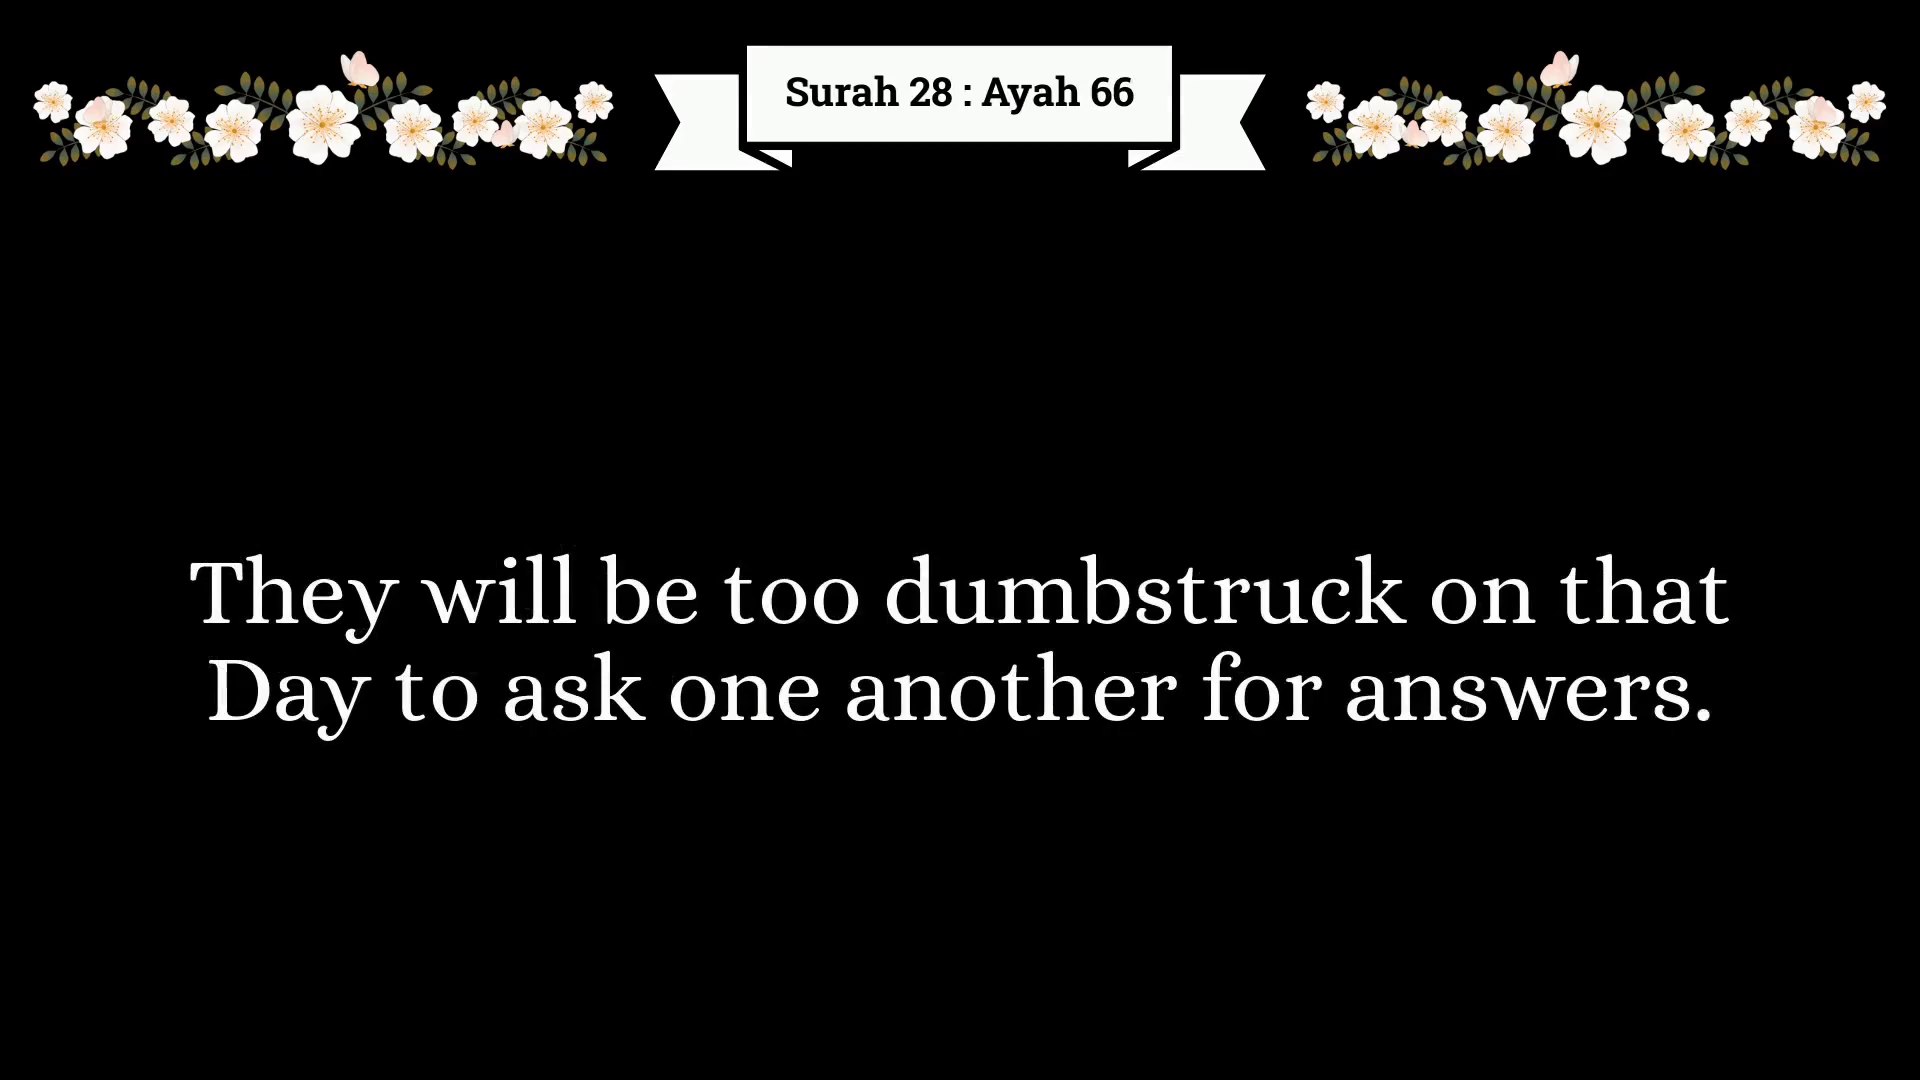 Surah 28 : Ayah 66
They will be too dumbstruck on that
Day to ask one another for answers.